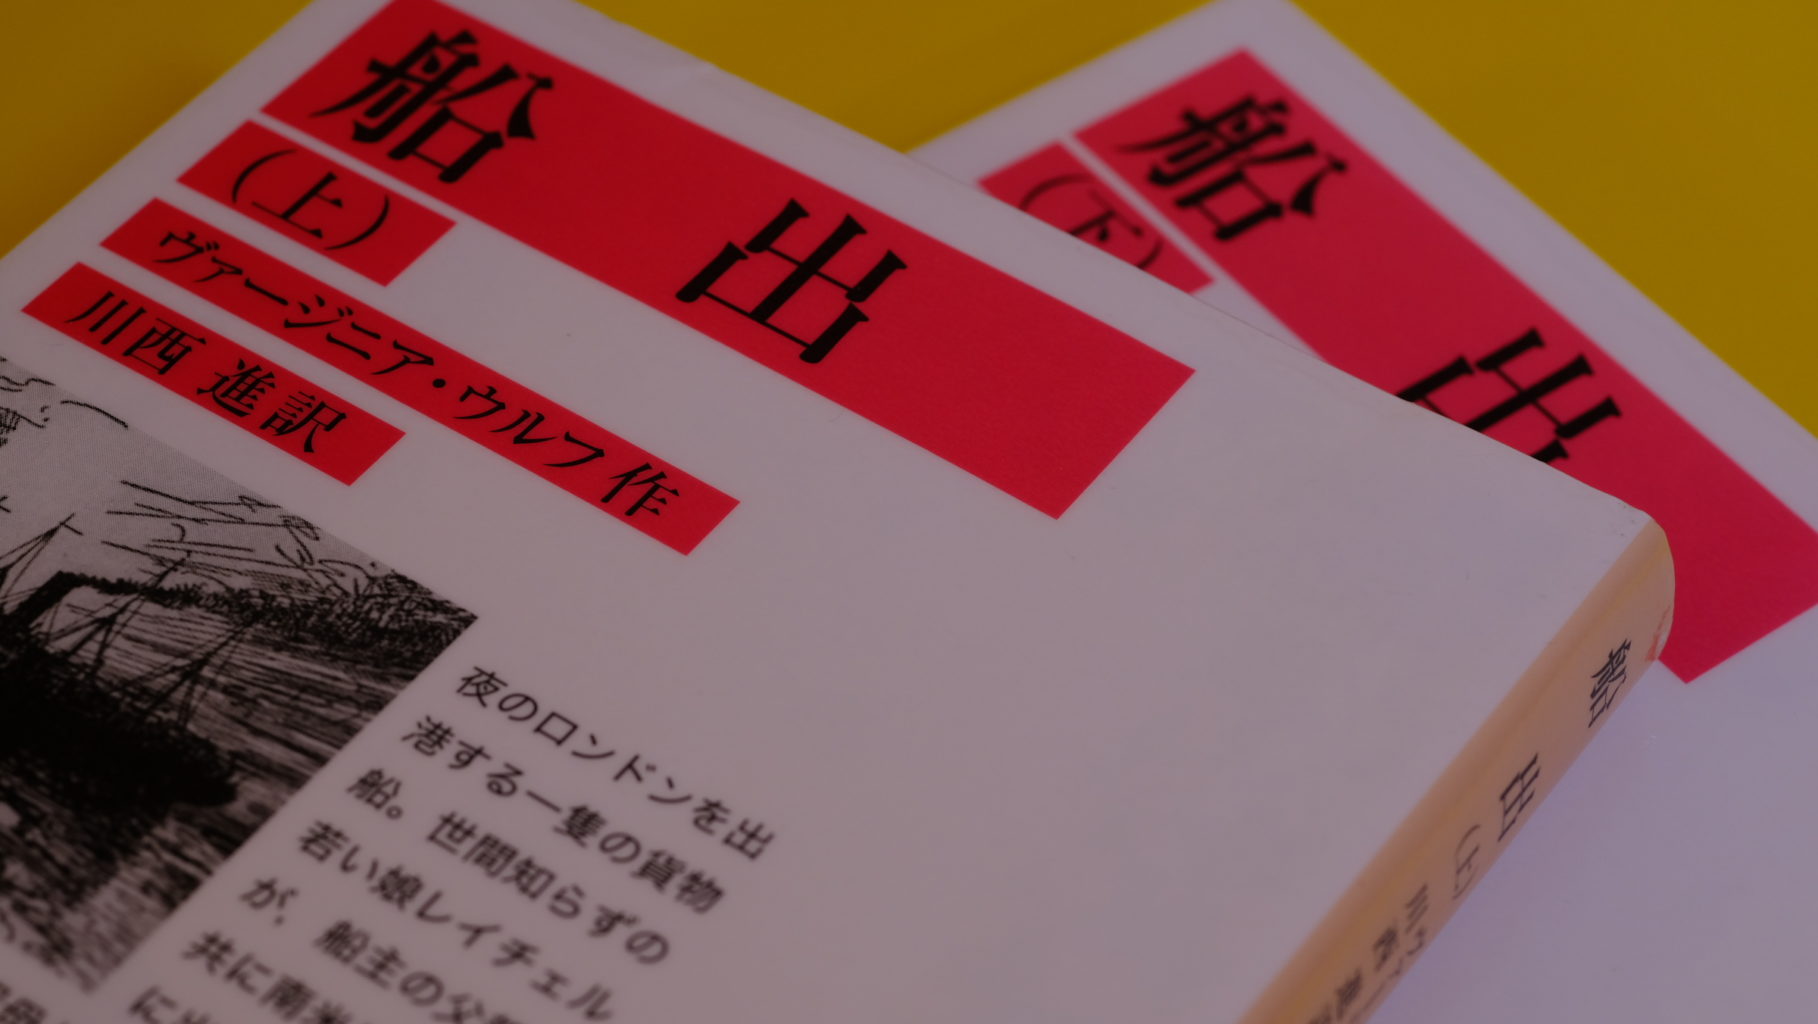 船 出
(上)
ヴァージニア・ウルフ作
川西 進訳
夜のロンドンを出
港する一隻の貨物
船。世間知らずの
若い娘レイチェル
が、船主の父親
共に南米
に出
船 出
(下)
船 出 (上)